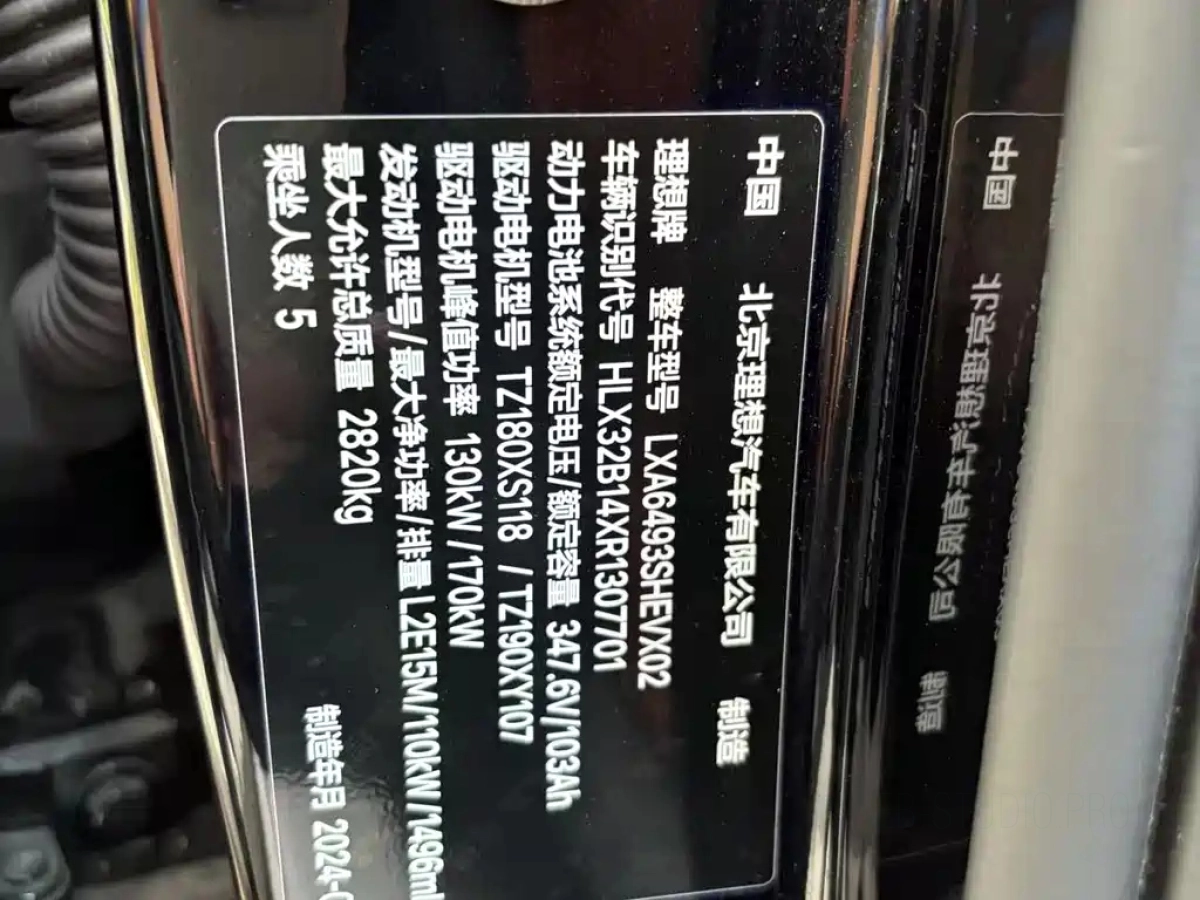 中国 北京理想汽车有限公司 制造
理想牌 整车型号 LXA6493SHEVX02
车辆识别代号 HLX32B14XR1307701
动力电池系统额定电压/额定容量 347.6V/103Ah
驱动电机型号 TZ180XS118 /TZ190XY107
驱动电机峰值功率 130kW/170kW
发动机型号/最大净功率/排量 L2E15M/110kW/1496ml
最大允许总质量 2820kg
乘坐人数 5 制造年月 2024-0
中国 北京理想汽车有限公司 制造